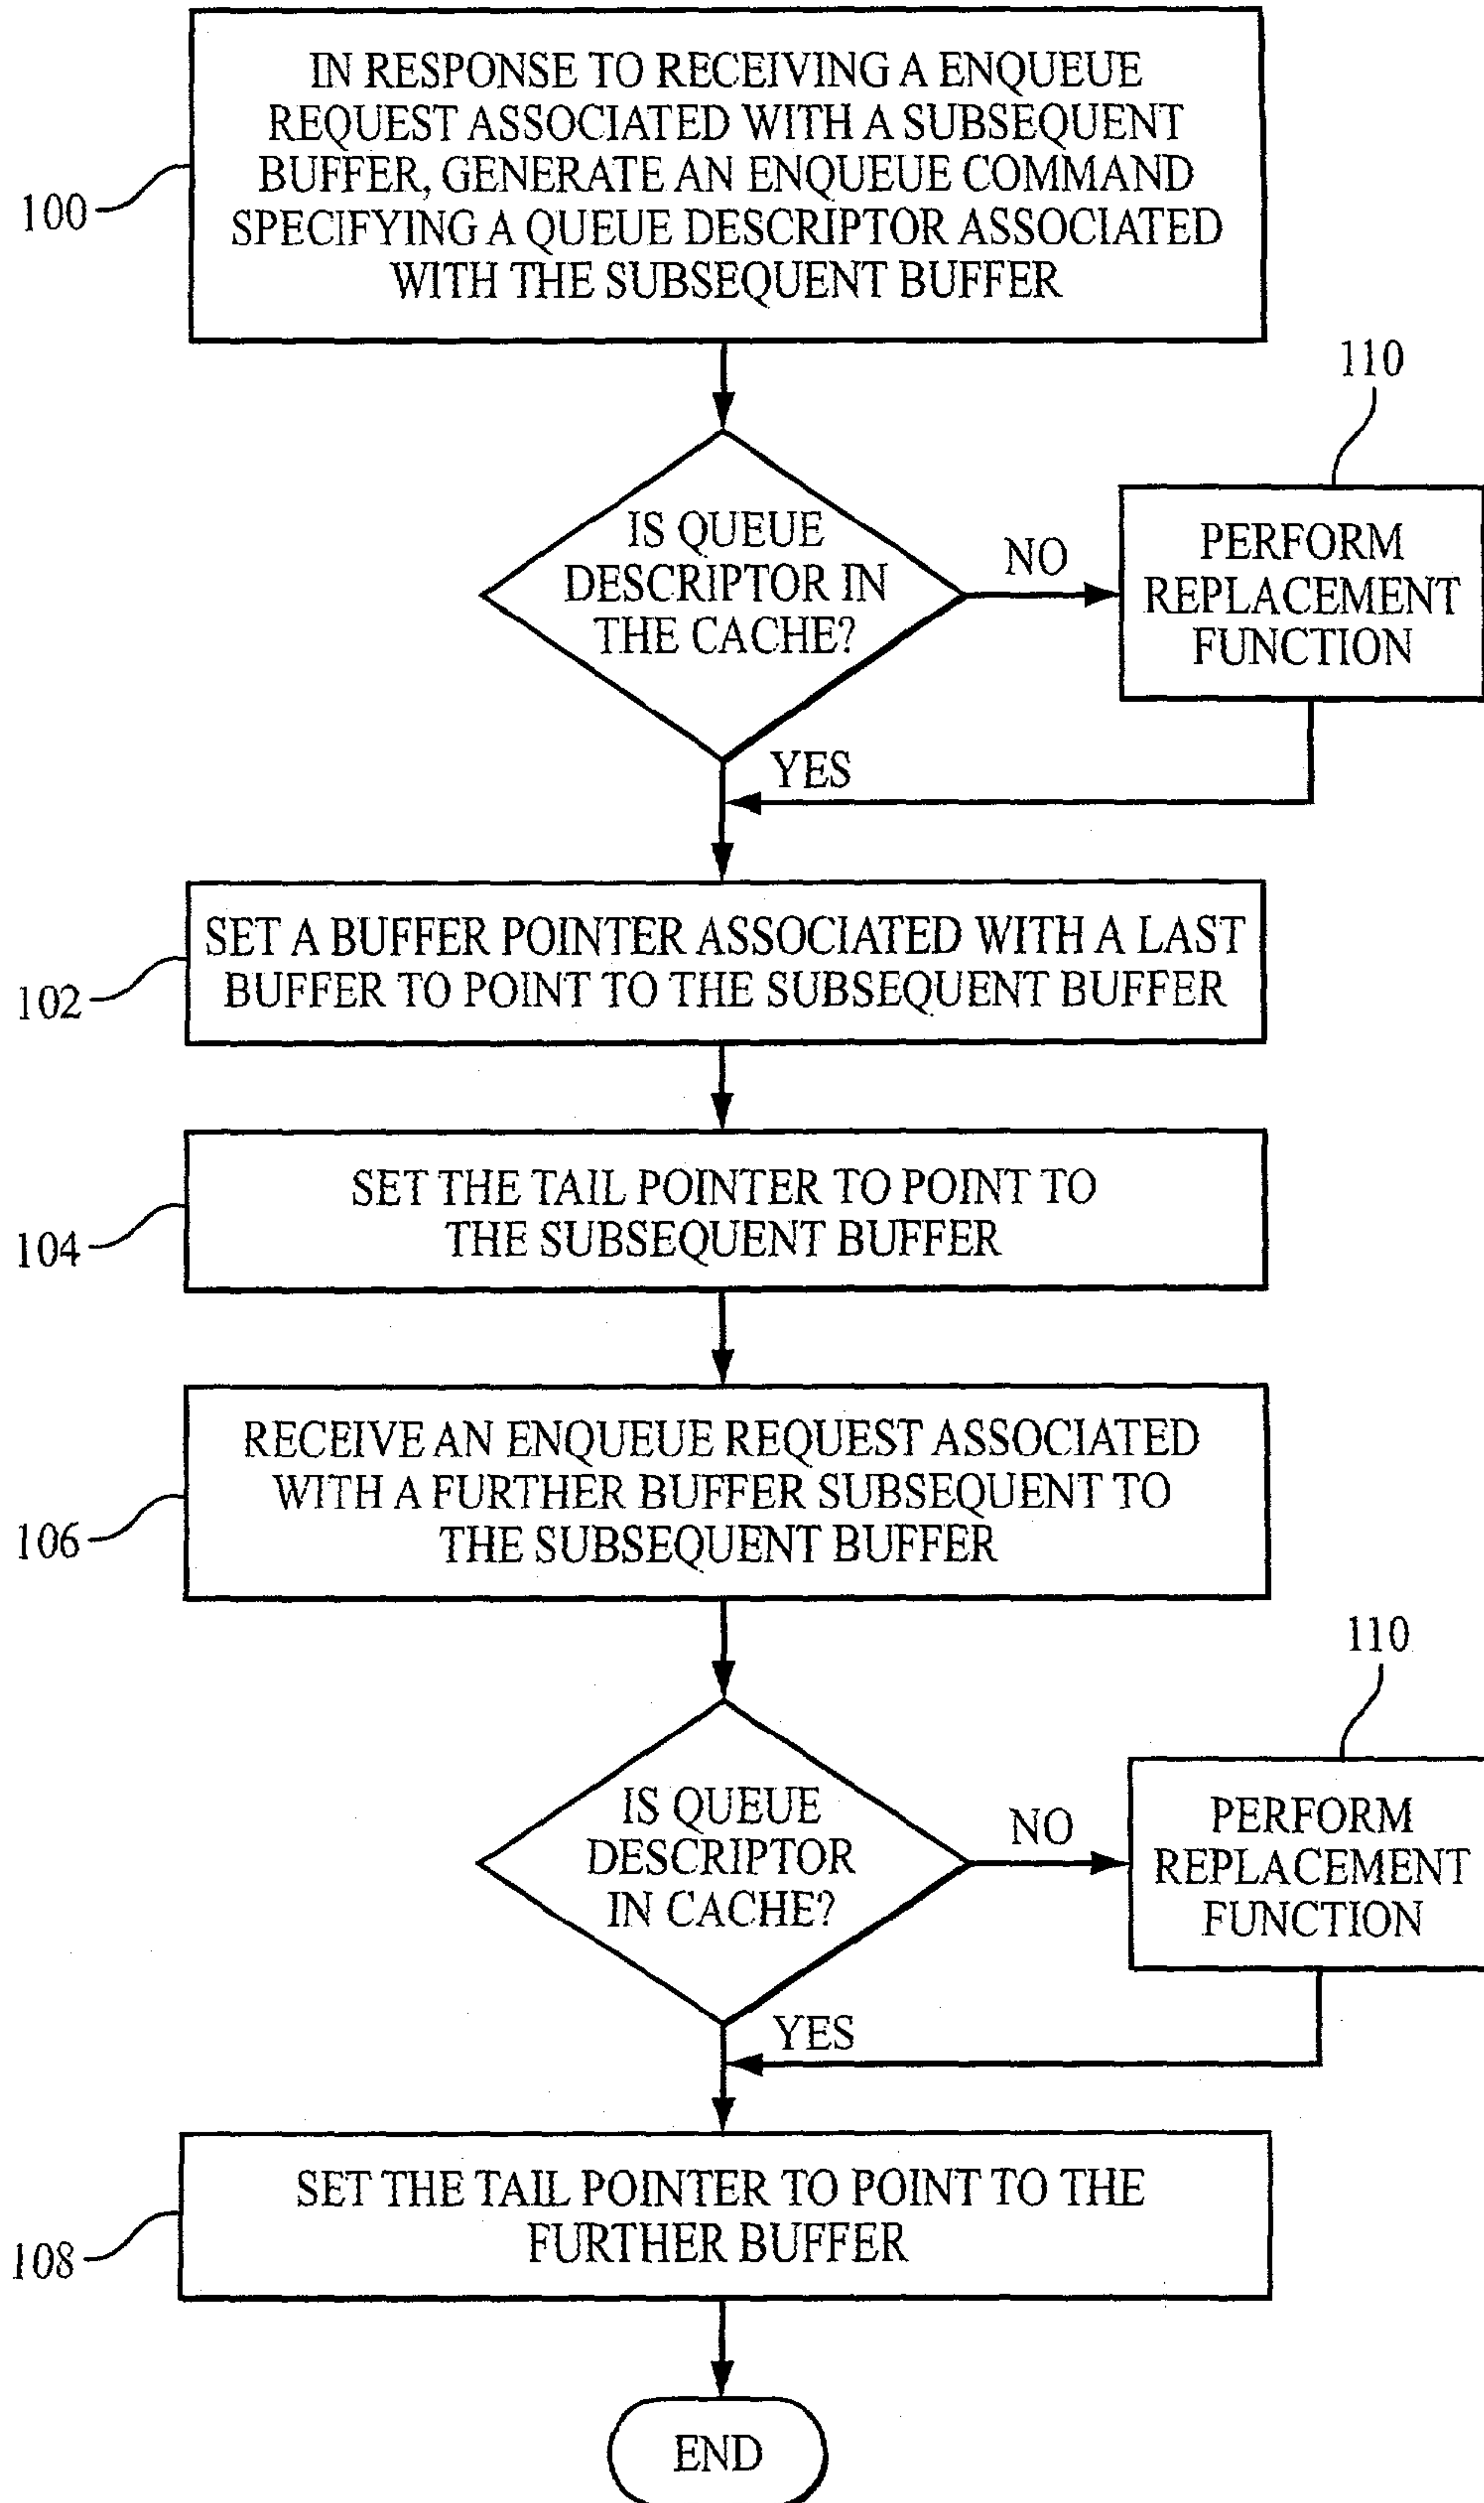 IN RESPONSE TO RECEIVING A ENQUEUE
REQUEST ASSOCIATED WITH A SUBSEQUENT
BUFFER, GENERATE AN ENQUEUE COMMAND
SPECIFYING A QUEUE DESCRIPTOR ASSOCIATED
WITH THE SUBSEQUENT BUFFER
100
110
IS QUEUE
DESCRIPTOR IN
THE CACHE?
NO
PERFORM
REPLACEMENT
FUNCTION
YES
SET A BUFFER POINTER ASSOCIATED WITH A LAST
BUFFER TO POINT TO THE SUBSEQUENT BUFFER
102
SET THE TAIL POINTER TO POINT TO
THE SUBSEQUENT BUFFER
104
RECEIVE AN ENQUEUE REQUEST ASSOCIATED
WITH A FURTHER BUFFER SUBSEQUENT TO
THE SUBSEQUENT BUFFER
106
110
IS QUEUE
DESCRIPTOR
IN CACHE?
NO
PERFORM
REPLACEMENT
FUNCTION
YES
SET THE TAIL POINTER TO POINT TO THE
FURTHER BUFFER
108
END